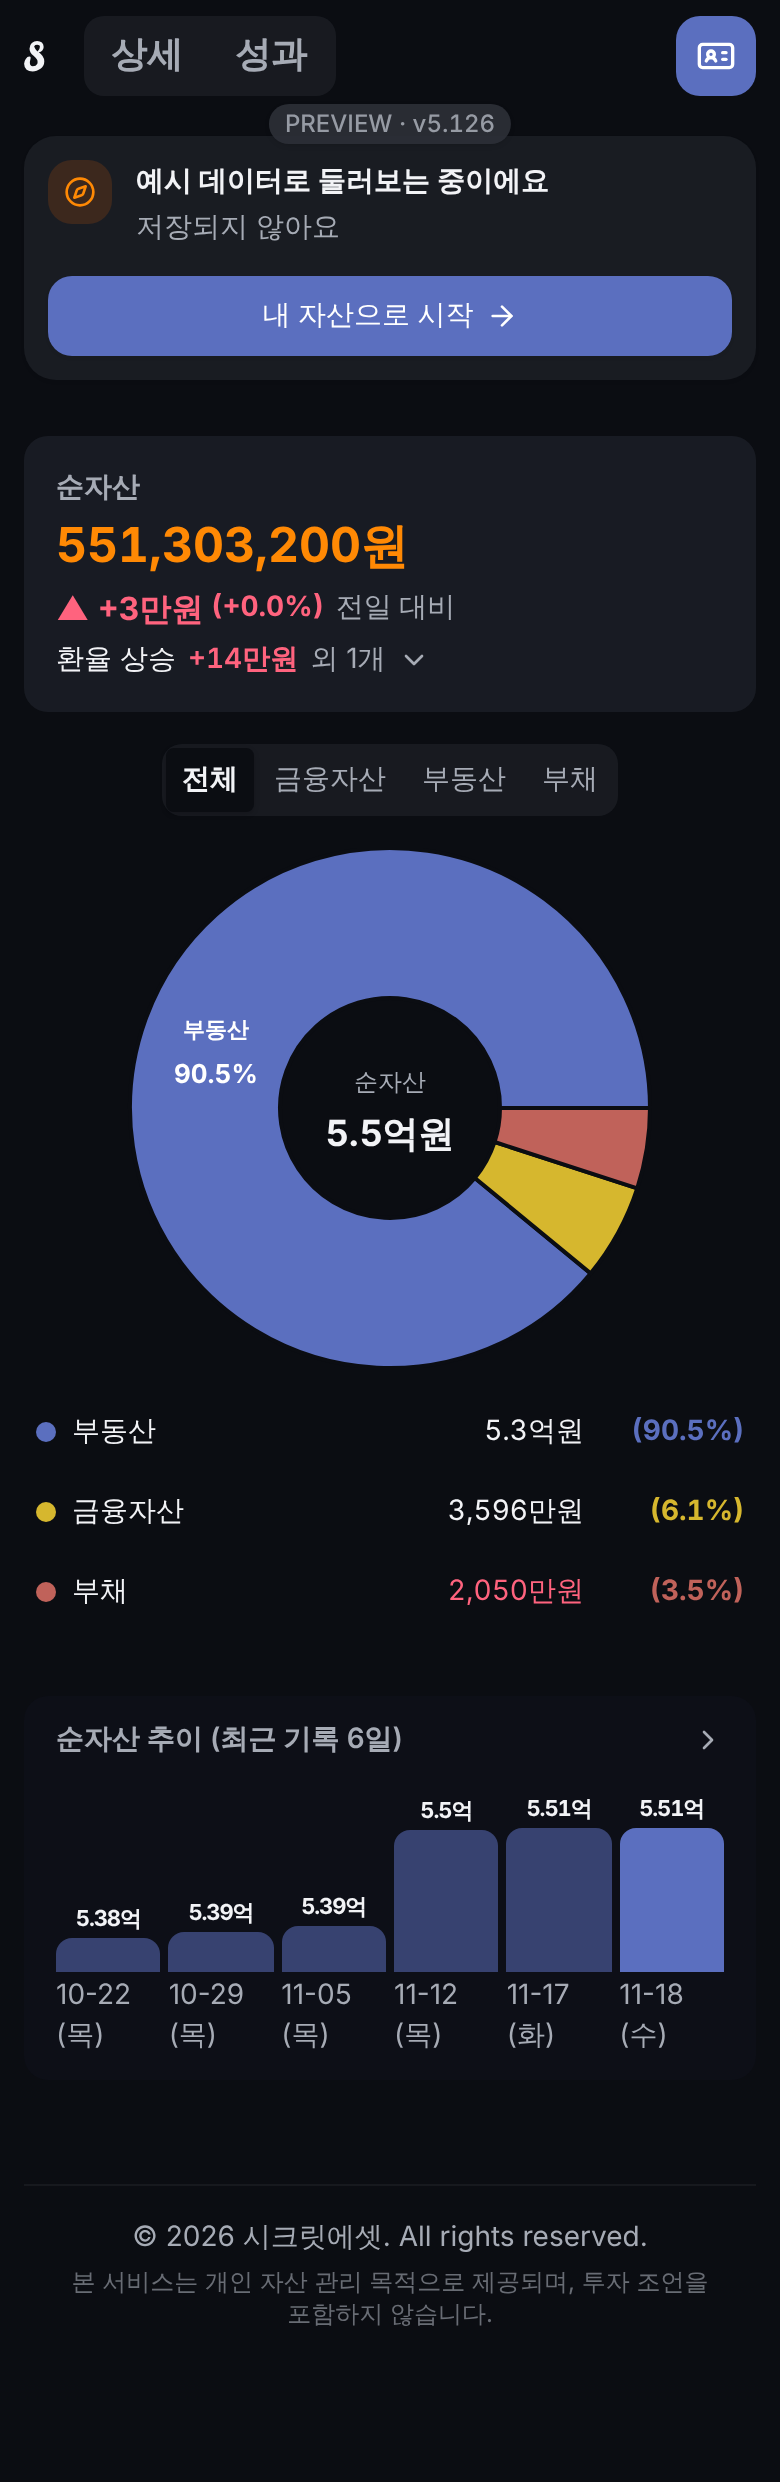 S
상세 성과
PREVIEW · v5.126
예시 데이터로 둘러보는 중이에요
저장되지 않아요
내 자산으로 시작 →
순자산
551,303,200원
▲ +3만원 (+0.0%) 전일 대비
환율 상승 +14만원 외 1개
전체 금융자산 부동산 부채
부동산
90.5%
순자산
5.5억원
부동산 5.3억원 (90.5%)
금융자산 3,596만원 (6.1%)
부채 2,050만원 (3.5%)
순자산 추이 (최근 기록 6일)
5.38억 5.39억 5.39억 5.5억 5.51억 5.51억
10-22 10-29 11-05 11-12 11-17 11-18
(목) (목) (목) (목) (화) (수)
© 2026 시크릿에셋. All rights reserved.
본 서비스는 개인 자산 관리 목적으로 제공되며, 투자 조언을
포함하지 않습니다.